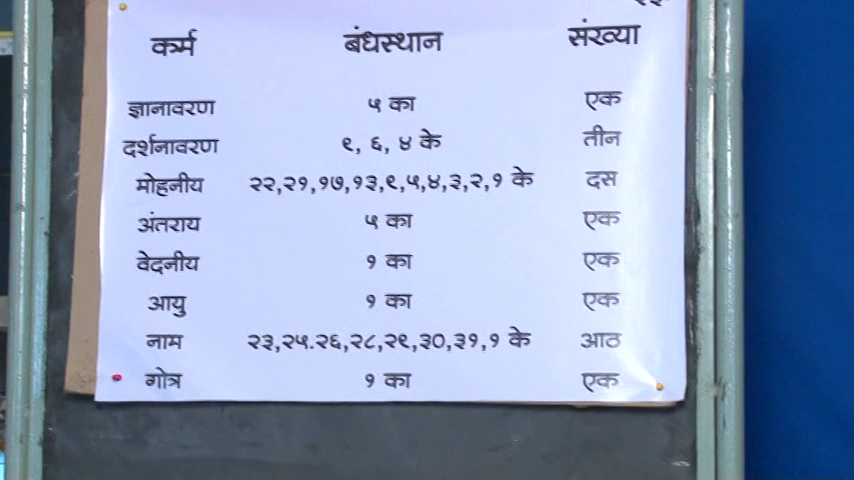 कर्म बंधस्थान संख्या
ज्ञानावरण ५ का एक
दर्शनावरण ९, ६, ४ के तीन
मोहनीय २२,२१,१७,१३,९,५,४,३,२,१ के दस
अंतराय ५ का एक
वेदनीय १ का एक
आयु १ का एक
नाम २३,२५.२६,२८,२९,३०,३१,१ के आठ
गोत्र १ का एक